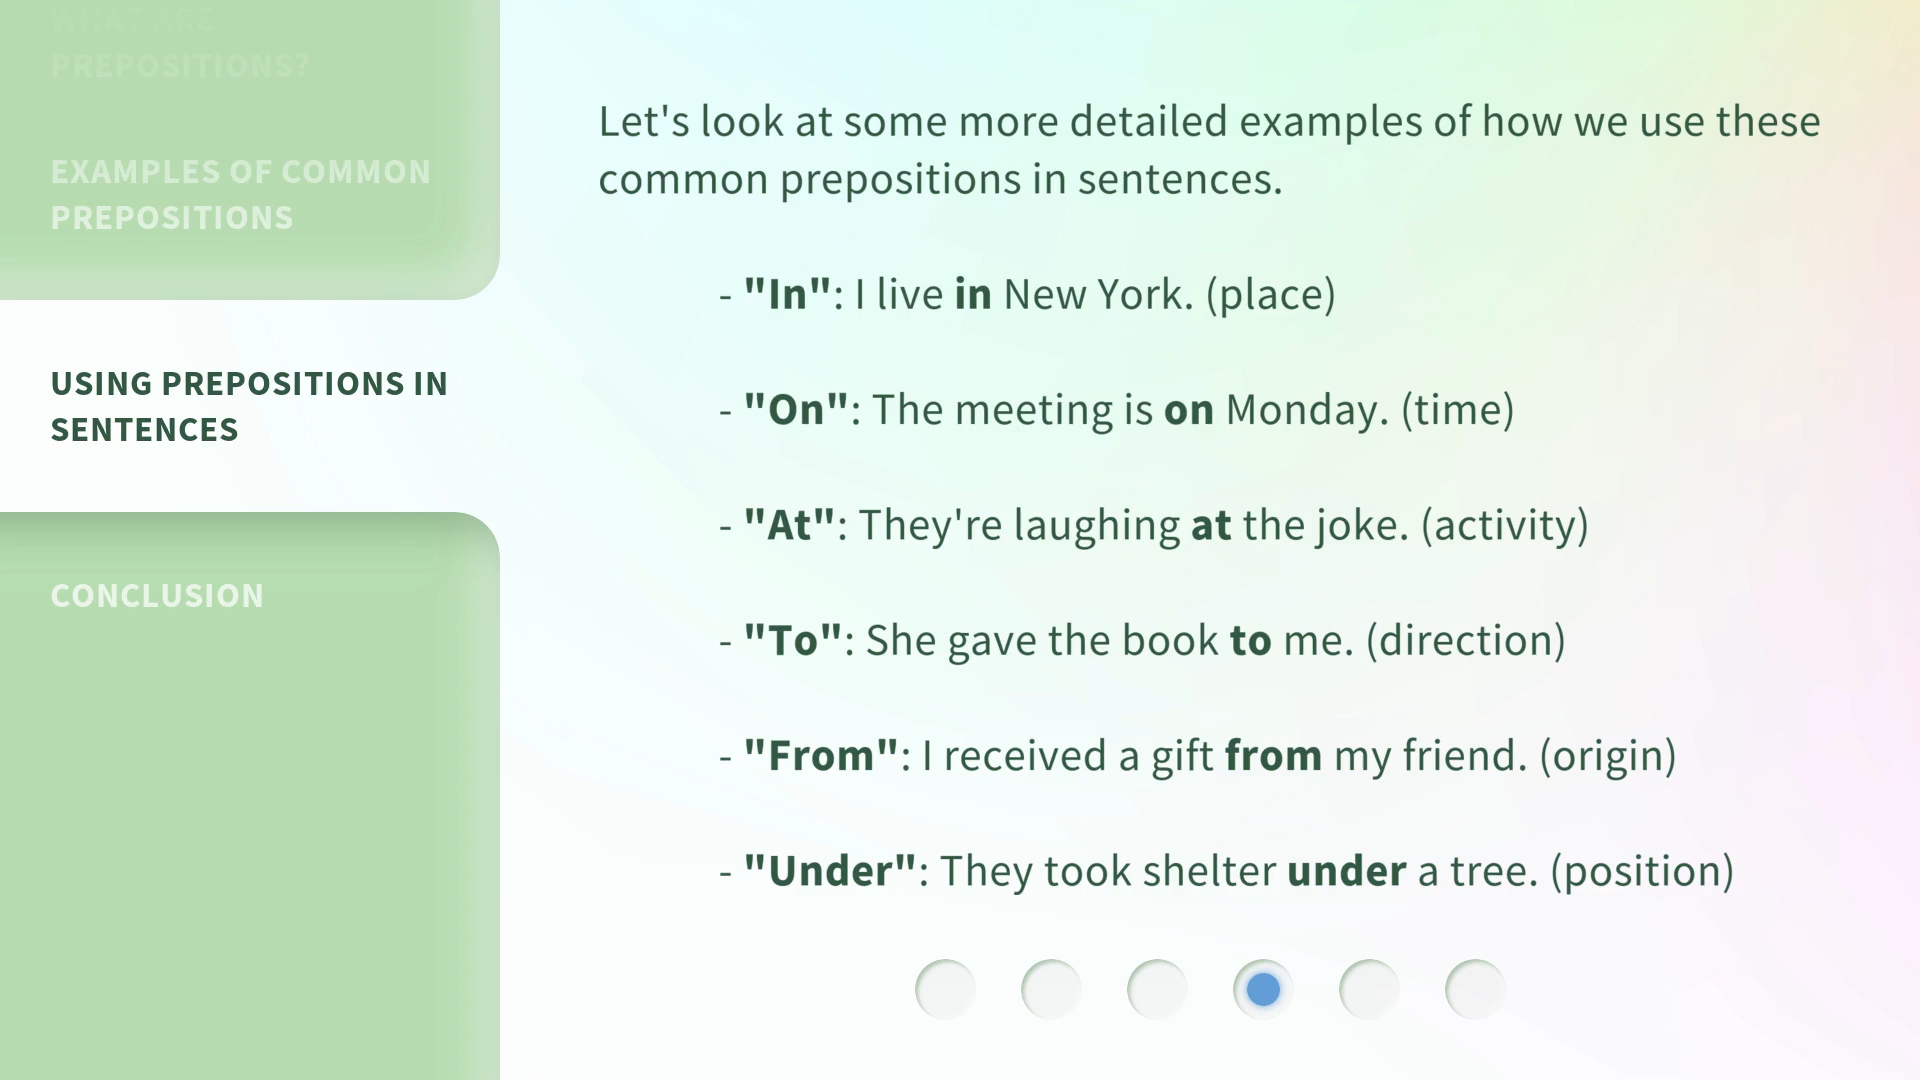 WHAT ARE
PREPOSITIONS?
EXAMPLES OF COMMON
PREPOSITIONS
USING PREPOSITIONS IN
SENTENCES
CONCLUSION
Let's look at some more detailed examples of how we use these
common prepositions in sentences.
- "In": I live in New York. (place)
- "On": The meeting is on Monday. (time)
- "At": They're laughing at the joke. (activity)
- "To": She gave the book to me. (direction)
- "From": I received a gift from my friend. (origin)
- "Under": They took shelter under a tree. (position)